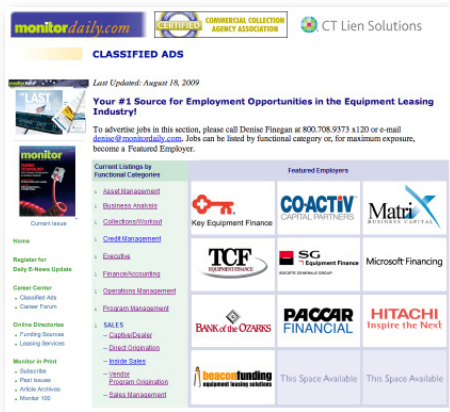 monitordaily.com
CERTIFIED
COMMERCIAL COLLECTION
AGENCY ASSOCIATION
CT Lien Solutions
CLASSIFIED ADS
Last Updated: August 18, 2009
Your #1 Source for Employment Opportunities in the Equipment Leasing
Industry!
To advertise jobs in this section, please call Denise Finegan at 800.708.9373 x120 or e-mail
denise@monitordaily.com. Jobs can be listed by functional category or, for maximum exposure,
become a Featured Employer.
LAST
monitor
Current Issue
Home
Register for
Daily E-News Update
Career Center
Classified Ads
Career Forum
Online Directories
Funding Sources
Leasing Services
Monitor in Print
Subscribe
Past Issues
Article Archives
Monitor 100
Current Listings by
Functional Categories
Asset Management
Business Analysis
Collections/Workout
Credit Management
Executive
Finance/Accounting
Operations Management
Program Management
SALES
– Captive/Dealer
– Direct Origination
– Inside Sales
– Vendor
Program Origination
– Sales Management
Featured Employers
Key Equipment Finance
CO-ACTIV
CAPITAL PARTNERS
Matrix
BUSINESS CAPITAL
TCF
EQUIPMENT FINANCE
SG
Equipment Finance
SOCIETE GENERALE GROUP
Microsoft Financing
BANK OF THE OZARKS
PACCAR
FINANCIAL
HITACHI
Inspire the Next
beaconfunding
equipment leasing solutions
This Space Available
This Space Available